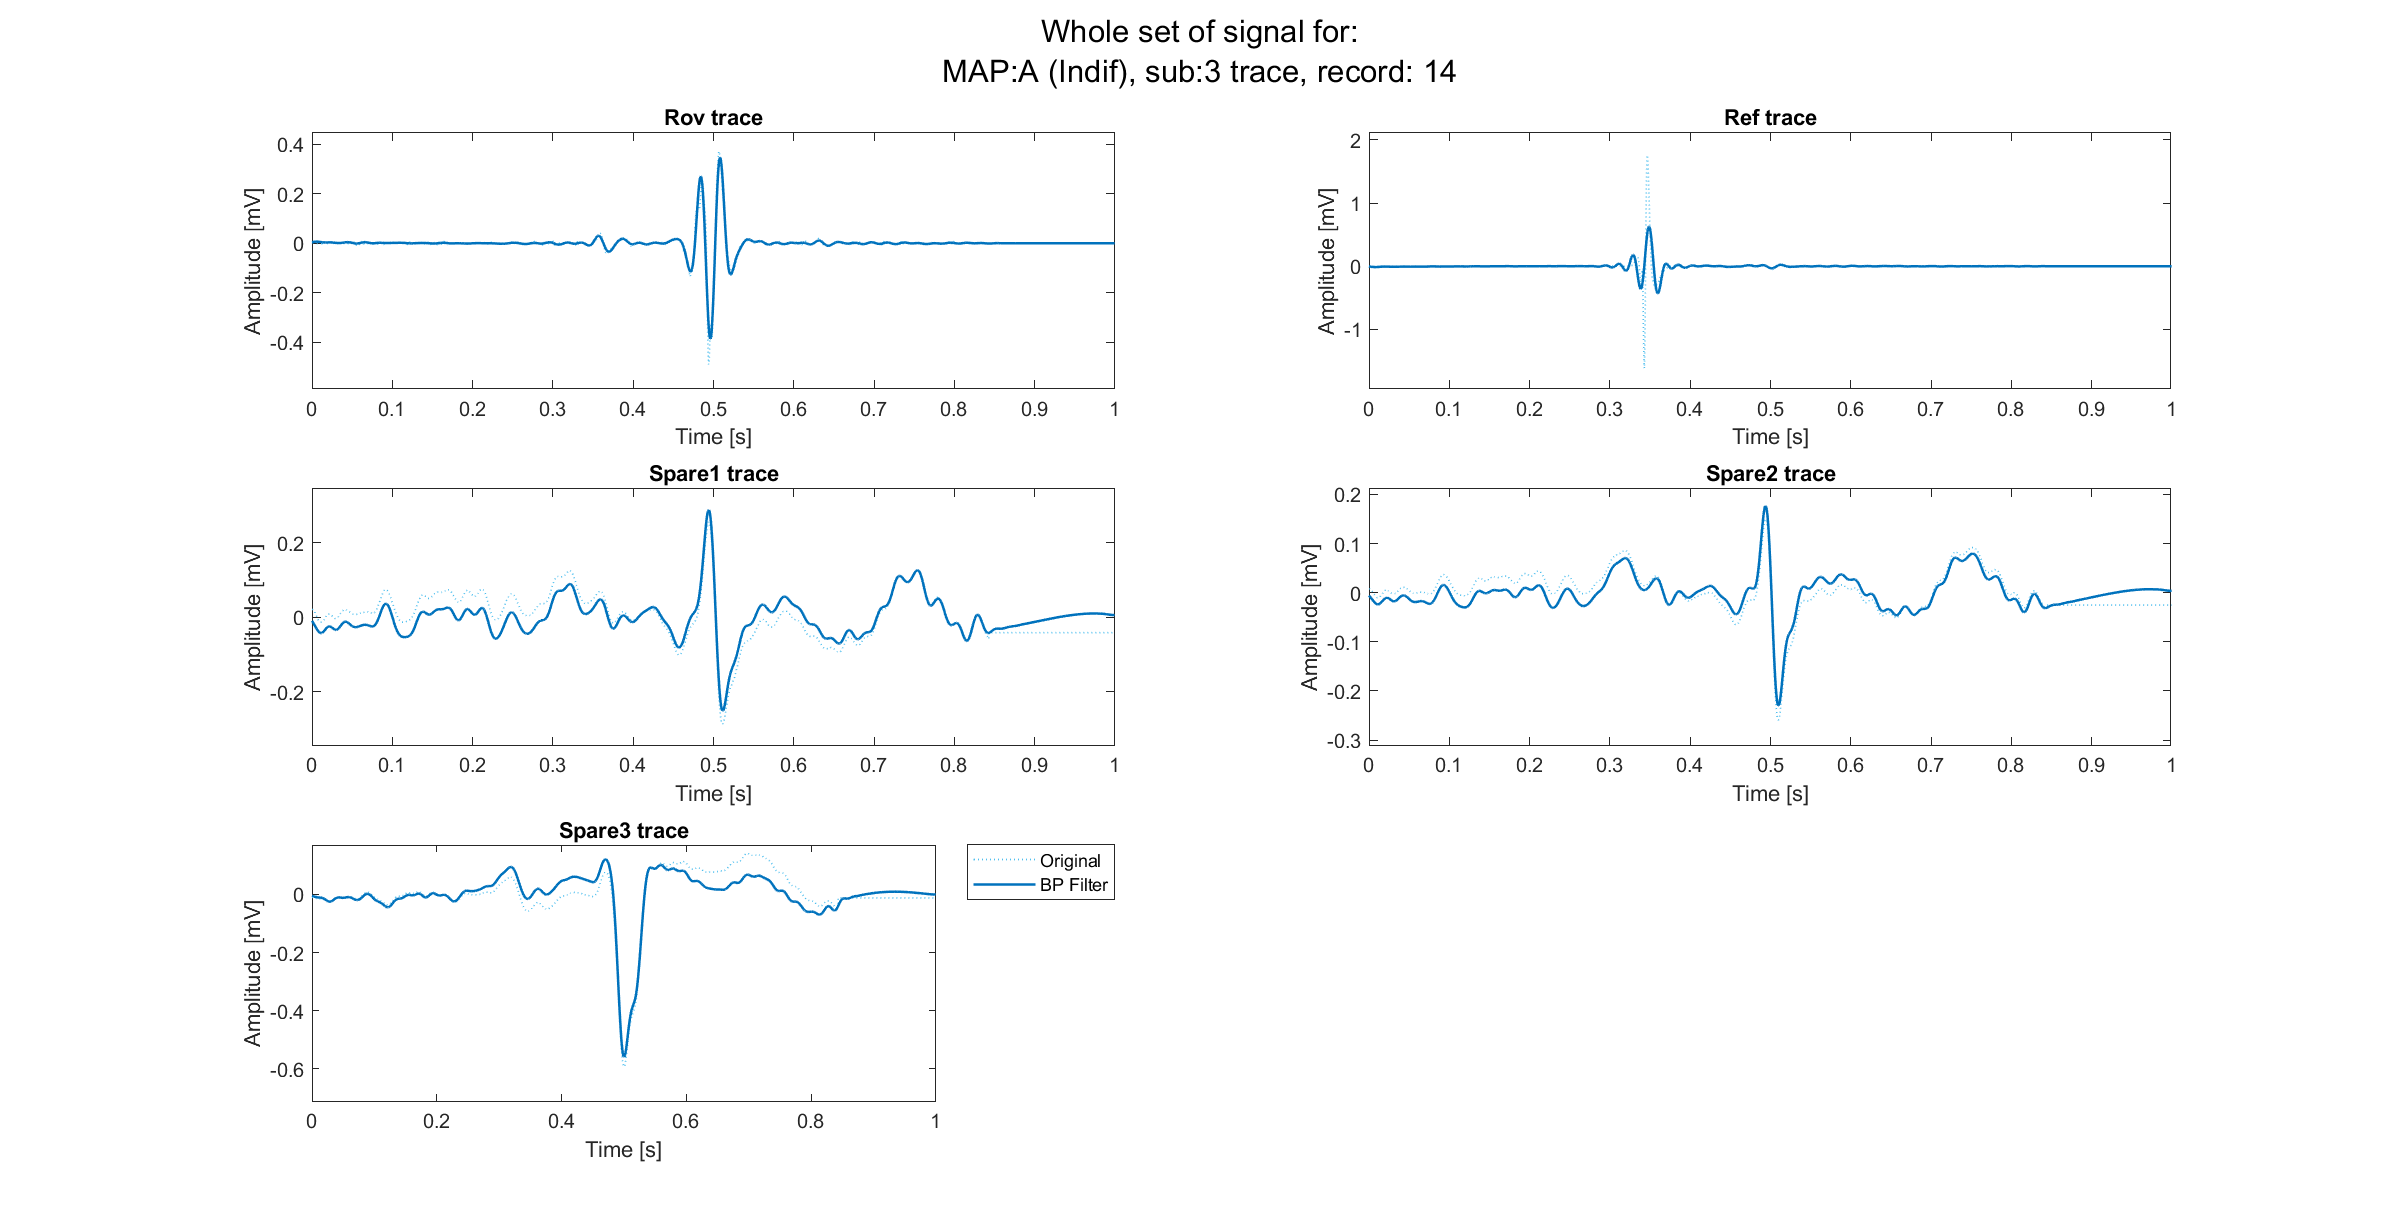 Whole set of signal for:
MAP:A (Indif), sub:3 trace, record: 14
Rov trace
0.4
0.2
0
-0.2
-0.4
Amplitude [mV]
0 0.1 0.2 0.3 0.4 0.5 0.6 0.7 0.8 0.9 1
Time [s]
Ref trace
2
1
0
-1
Amplitude [mV]
0 0.1 0.2 0.3 0.4 0.5 0.6 0.7 0.8 0.9 1
Time [s]
Spare1 trace
0.2
0
-0.2
Amplitude [mV]
0 0.1 0.2 0.3 0.4 0.5 0.6 0.7 0.8 0.9 1
Time [s]
Spare2 trace
0.2
0.1
0
-0.1
-0.2
-0.3
Amplitude [mV]
0 0.1 0.2 0.3 0.4 0.5 0.6 0.7 0.8 0.9 1
Time [s]
Spare3 trace
0
-0.2
-0.4
-0.6
Amplitude [mV]
0 0.2 0.4 0.6 0.8 1
Time [s]
Original
BP Filter